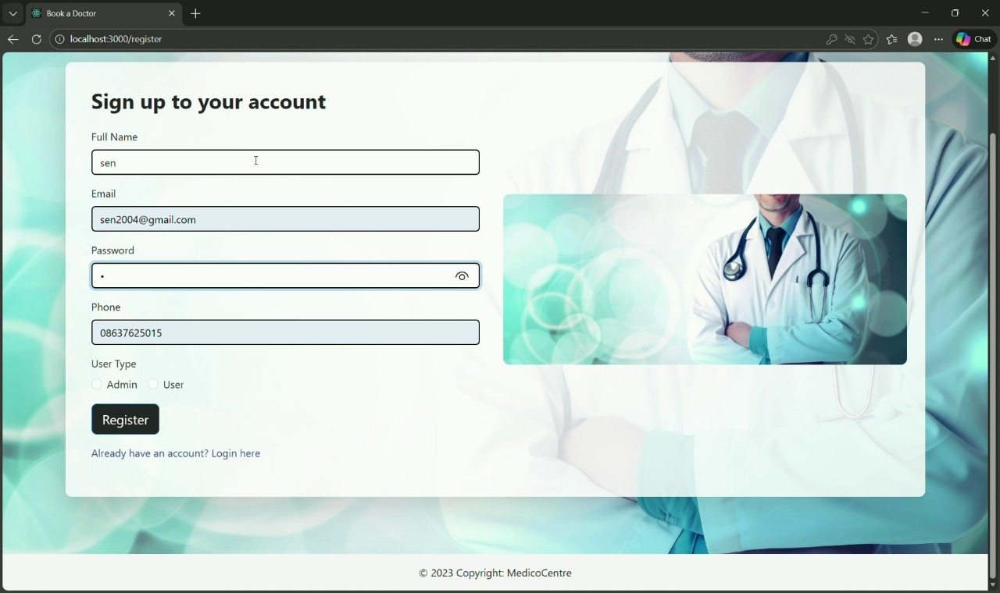 Book a Doctor
localhost:3000/register
Chat
Sign up to your account
Full Name
sen
Email
sen2004@gmail.com
Password
•
Phone
08637625015
User Type
Admin User
Register
Already have an account? Login here
© 2023 Copyright: MedicoCentre